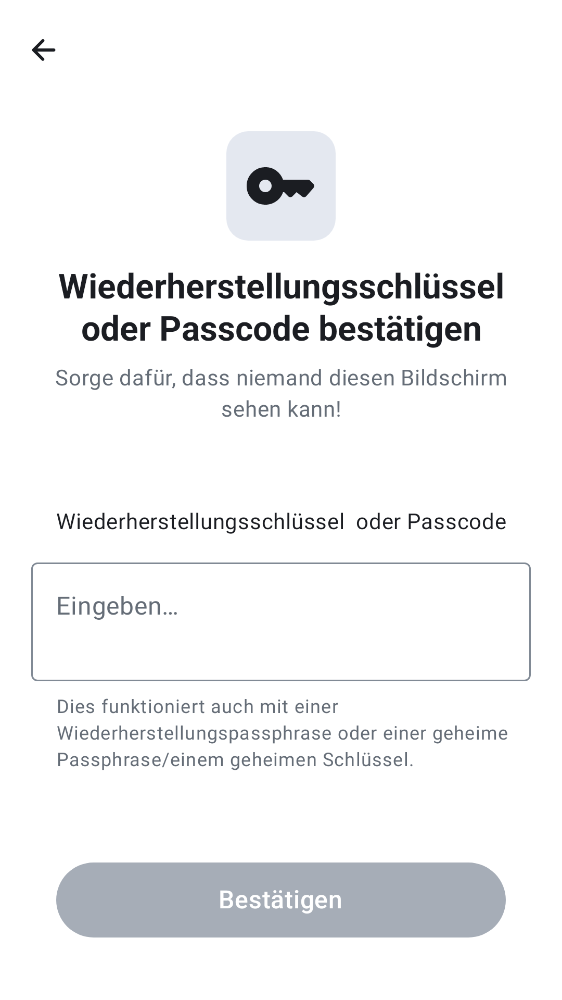 Wiederherstellungsschlüssel
oder Passcode bestätigen
Sorge dafür, dass niemand diesen Bildschirm
sehen kann!
Wiederherstellungsschlüssel  oder Passcode
Eingeben…
Dies funktioniert auch mit einer
Wiederherstellungspassphrase oder einer geheime
Passphrase/einem geheimen Schlüssel.
Bestätigen